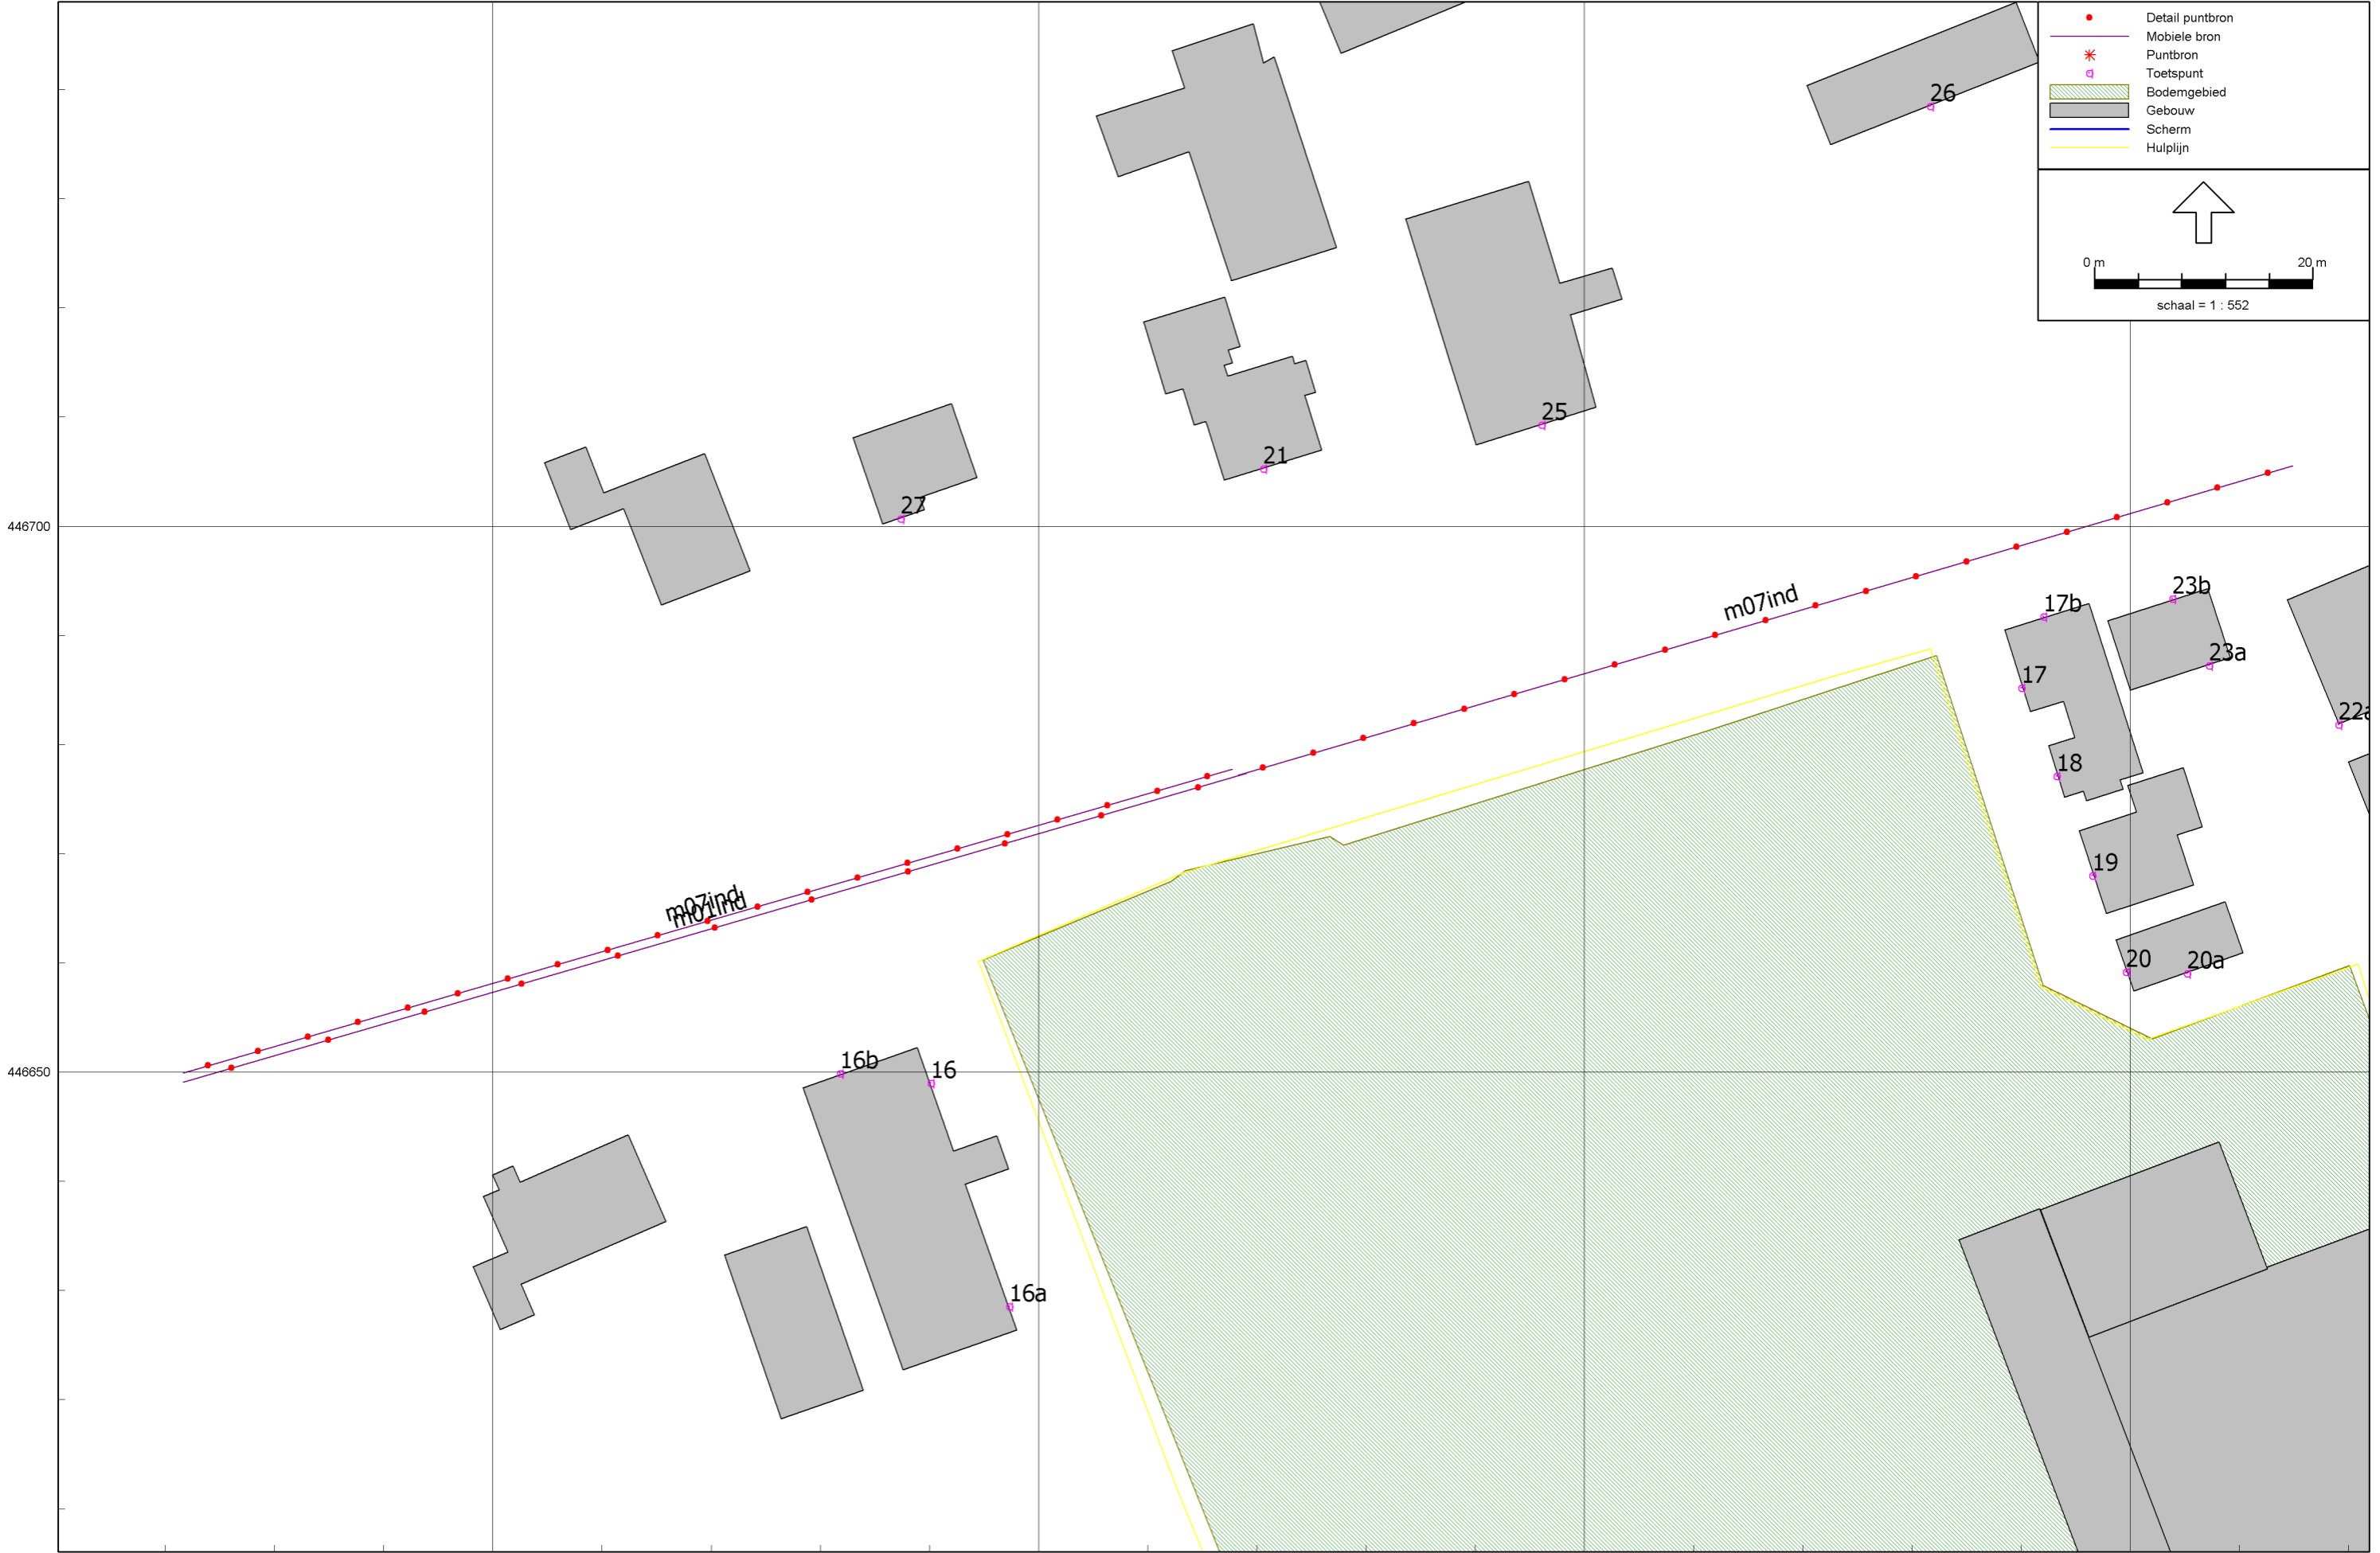 Detail puntbron
Mobiele bron
Puntbron
Toetspunt
Bodemgebied
Gebouw
Scherm
Hulplijn
0 m 20 m
schaal = 1 : 552
26
25
21
27
446700
m07ind
17b
23b
23a
17
22a
18
19
m07ind
m01ind
20
20a
446650
16b
16
16a